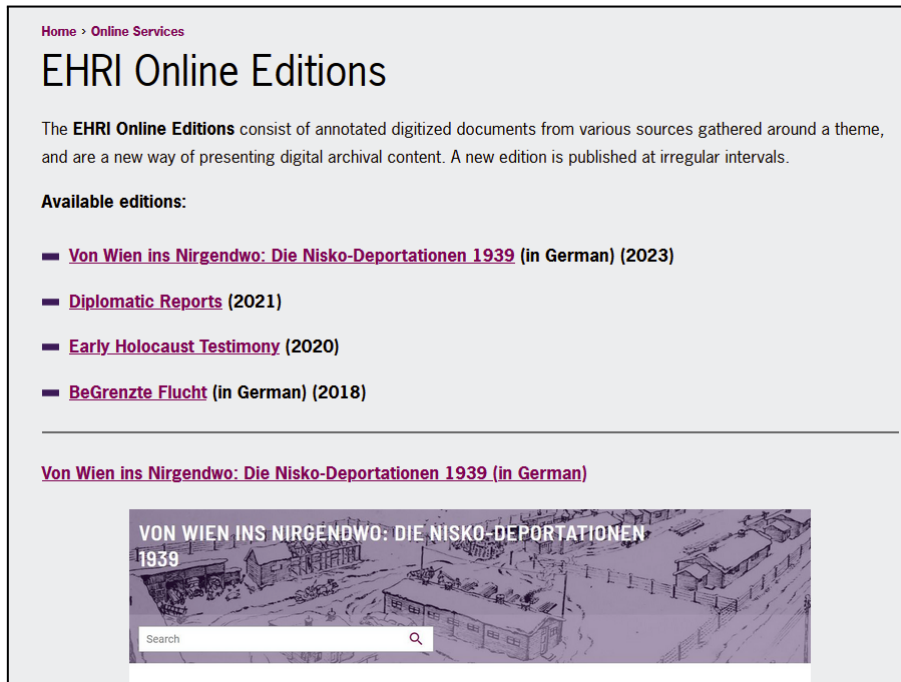 Home › Online Services
EHRI Online Editions
The EHRI Online Editions consist of annotated digitized documents from various sources gathered around a theme,
and are a new way of presenting digital archival content. A new edition is published at irregular intervals.
Available editions:
Von Wien ins Nirgendwo: Die Nisko-Deportationen 1939 (in German) (2023)
Diplomatic Reports (2021)
Early Holocaust Testimony (2020)
BeGrenzte Flucht (in German) (2018)
Von Wien ins Nirgendwo: Die Nisko-Deportationen 1939 (in German)
VON WIEN INS NIRGENDWO: DIE NISKO-DEPORTATIONEN
1939
Search